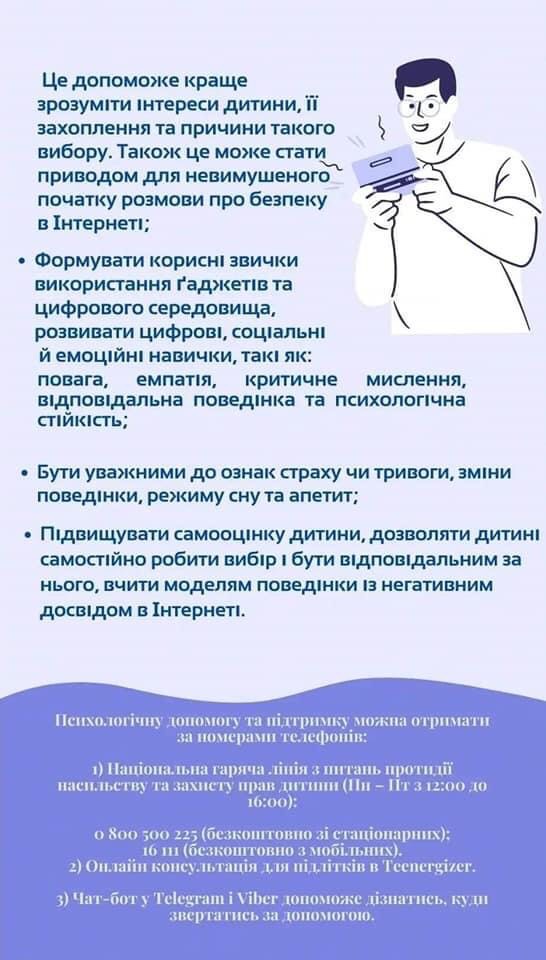 Це допоможе краще
зрозуміти інтереси дитини, її
захоплення та причини такого
вибору. Також це може стати
приводом для невимушеного
початку розмови про безпеку
в Інтернеті;
• Формувати корисні звички
використання ґаджетів та
цифрового середовища,
розвивати цифрові, соціальні
й емоційні навички, такі як:
повага, емпатія, критичне мислення,
відповідальна поведінка та психологічна
стійкість;
• Бути уважними до ознак страху чи тривоги, зміни
поведінки, режиму сну та апетит;
• Підвищувати самооцінку дитини, дозволяти дитині
самостійно робити вибір і бути відповідальним за
нього, вчити моделям поведінки із негативним
досвідом в Інтернеті.
Психологічну допомогу та підтримку можна отримати
за номерами телефонів:
1) Національна гаряча лінія з питань протидії
насильству та захисту прав дитини (Пн – Пт з 12:00 до
16:00):
0 800 500 225 (безкоштовно зі стаціонарних);
16 111 (безкоштовно з мобільних).
2) Онлайн консультація для підлітків в Teenergizer.
3) Чат-бот у Telegram і Viber допоможе дізнатись, куди
звертатись за допомогою.